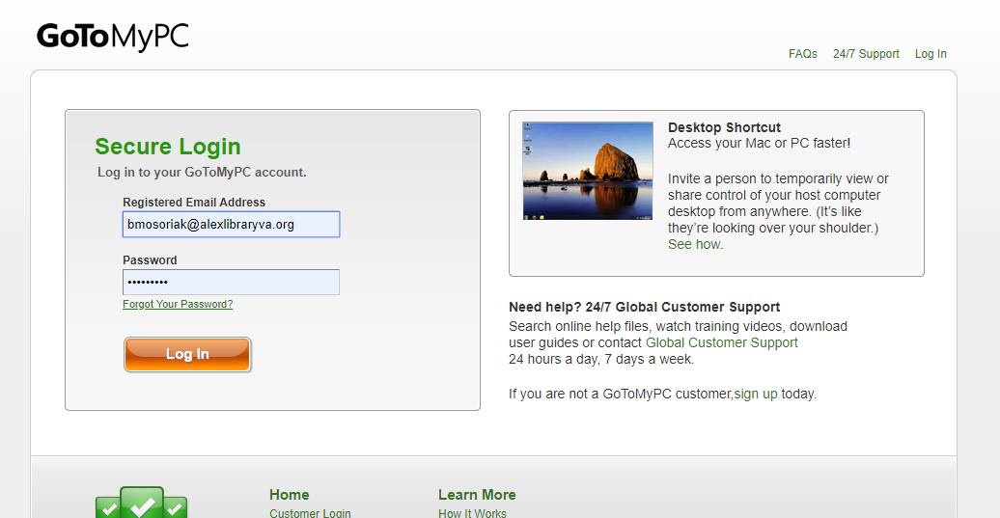 GoToMyPC
FAQs 24/7 Support Log In
Secure Login
Log in to your GoToMyPC account.
Registered Email Address
bmosoriak@alexlibraryva.org
Password
•••••••••
Forgot Your Password?
Log In
Desktop Shortcut
Access your Mac or PC faster!
Invite a person to temporarily view or
share control of your host computer
desktop from anywhere. (It's like
they're looking over your shoulder.)
See how.
Need help? 24/7 Global Customer Support
Search online help files, watch training videos, download
user guides or contact Global Customer Support
24 hours a day, 7 days a week.
If you are not a GoToMyPC customer,sign up today.
Home
Customer Login
Learn More
How It Works